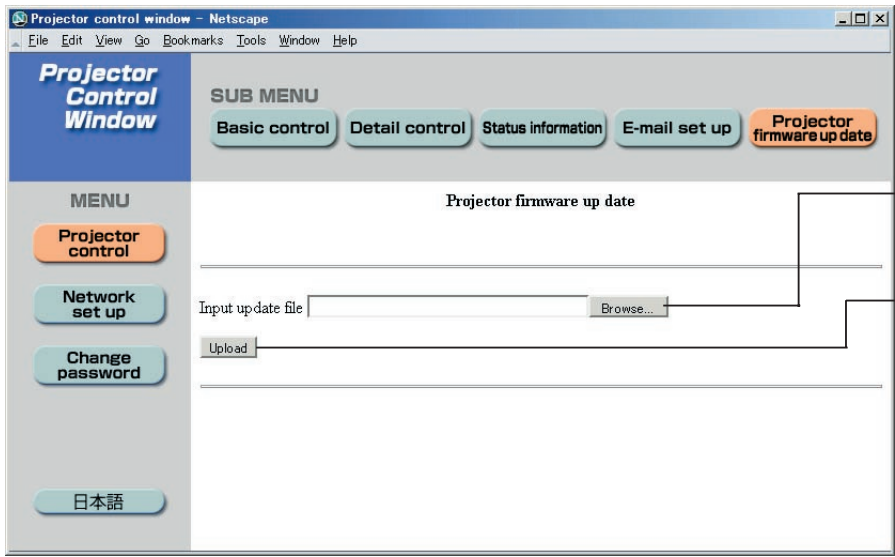 Projector control window - Netscape
File Edit View Go Bookmarks Tools Window Help
Projector
Control
Window
SUB MENU
Basic control
Detail control
Status information
E-mail set up
Projector
firmware up date
MENU
Projector
control
Network
set up
Change
password
日本語
Projector firmware up date
Input update file
Browse...
Upload